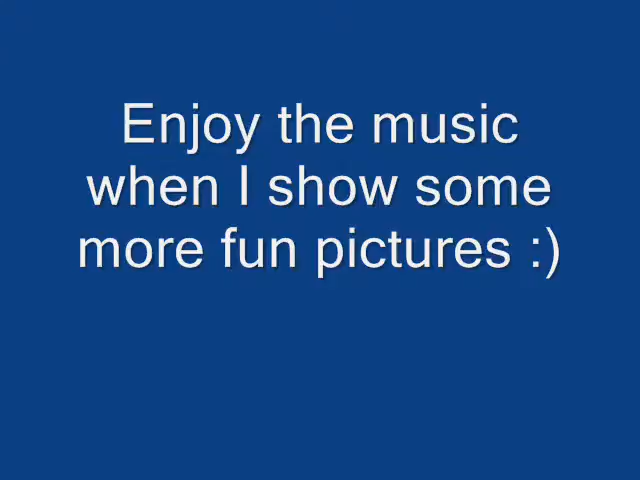 Enjoy the music
when I show some
more fun pictures :)